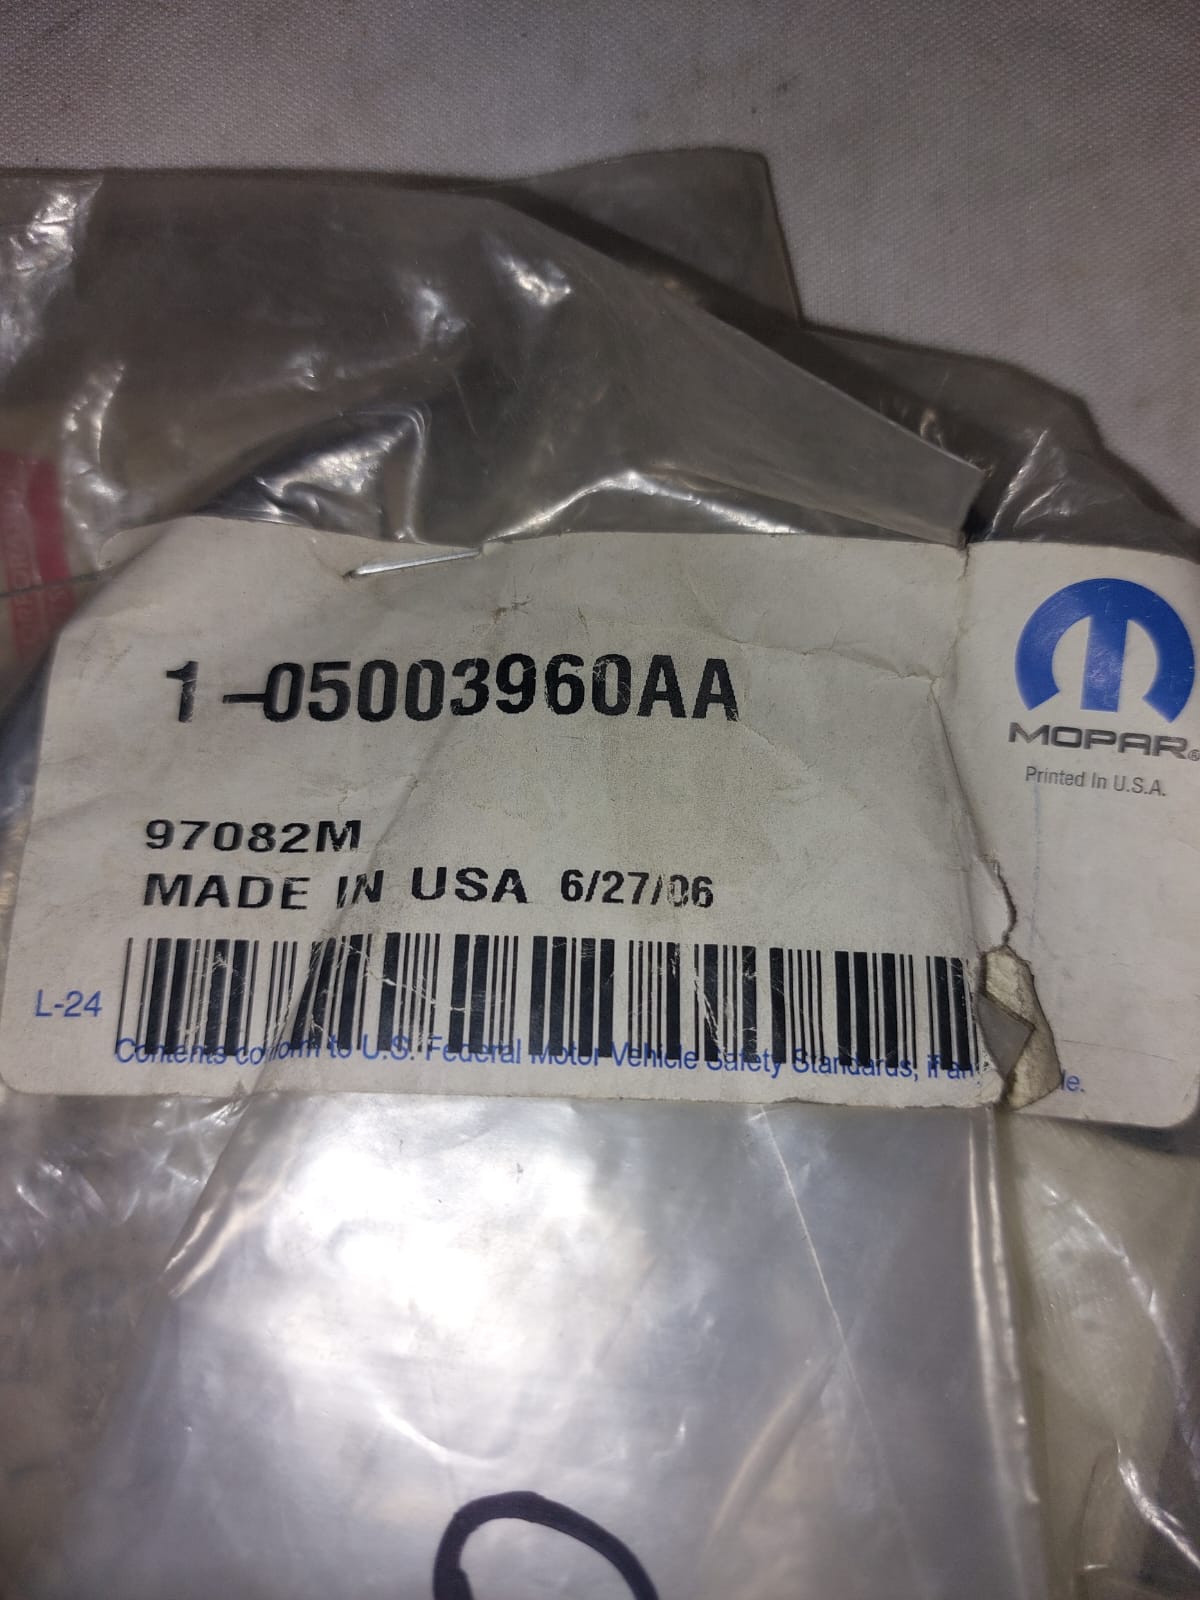 1-05003960AA
MOPAR®
Printed In U.S.A.
97082M
MADE IN USA 6/27/06
L-24
Contents conform to U.S. Federal Motor Vehicle Safety Standards, if